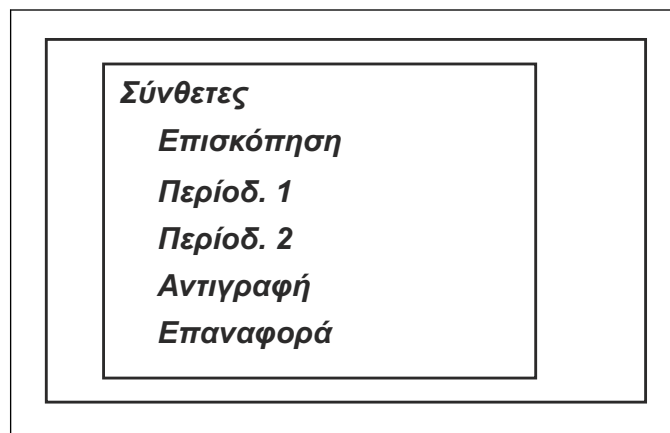 Σύνθετες
Επισκόπηση
Περίοδ. 1
Περίοδ. 2
Αντιγραφή
Επαναφορά